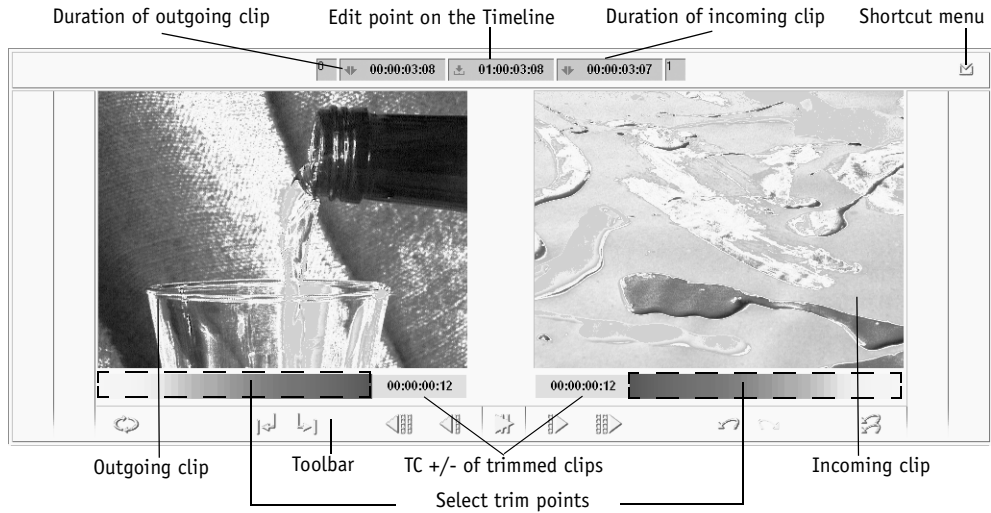 Duration of outgoing clip Edit point on the Timeline Duration of incoming clip Shortcut menu
0 00:00:03:08 01:00:03:08 00:00:03:07 1
00:00:00:12 00:00:00:12
Outgoing clip Toolbar TC +/- of trimmed clips Incoming clip
Select trim points